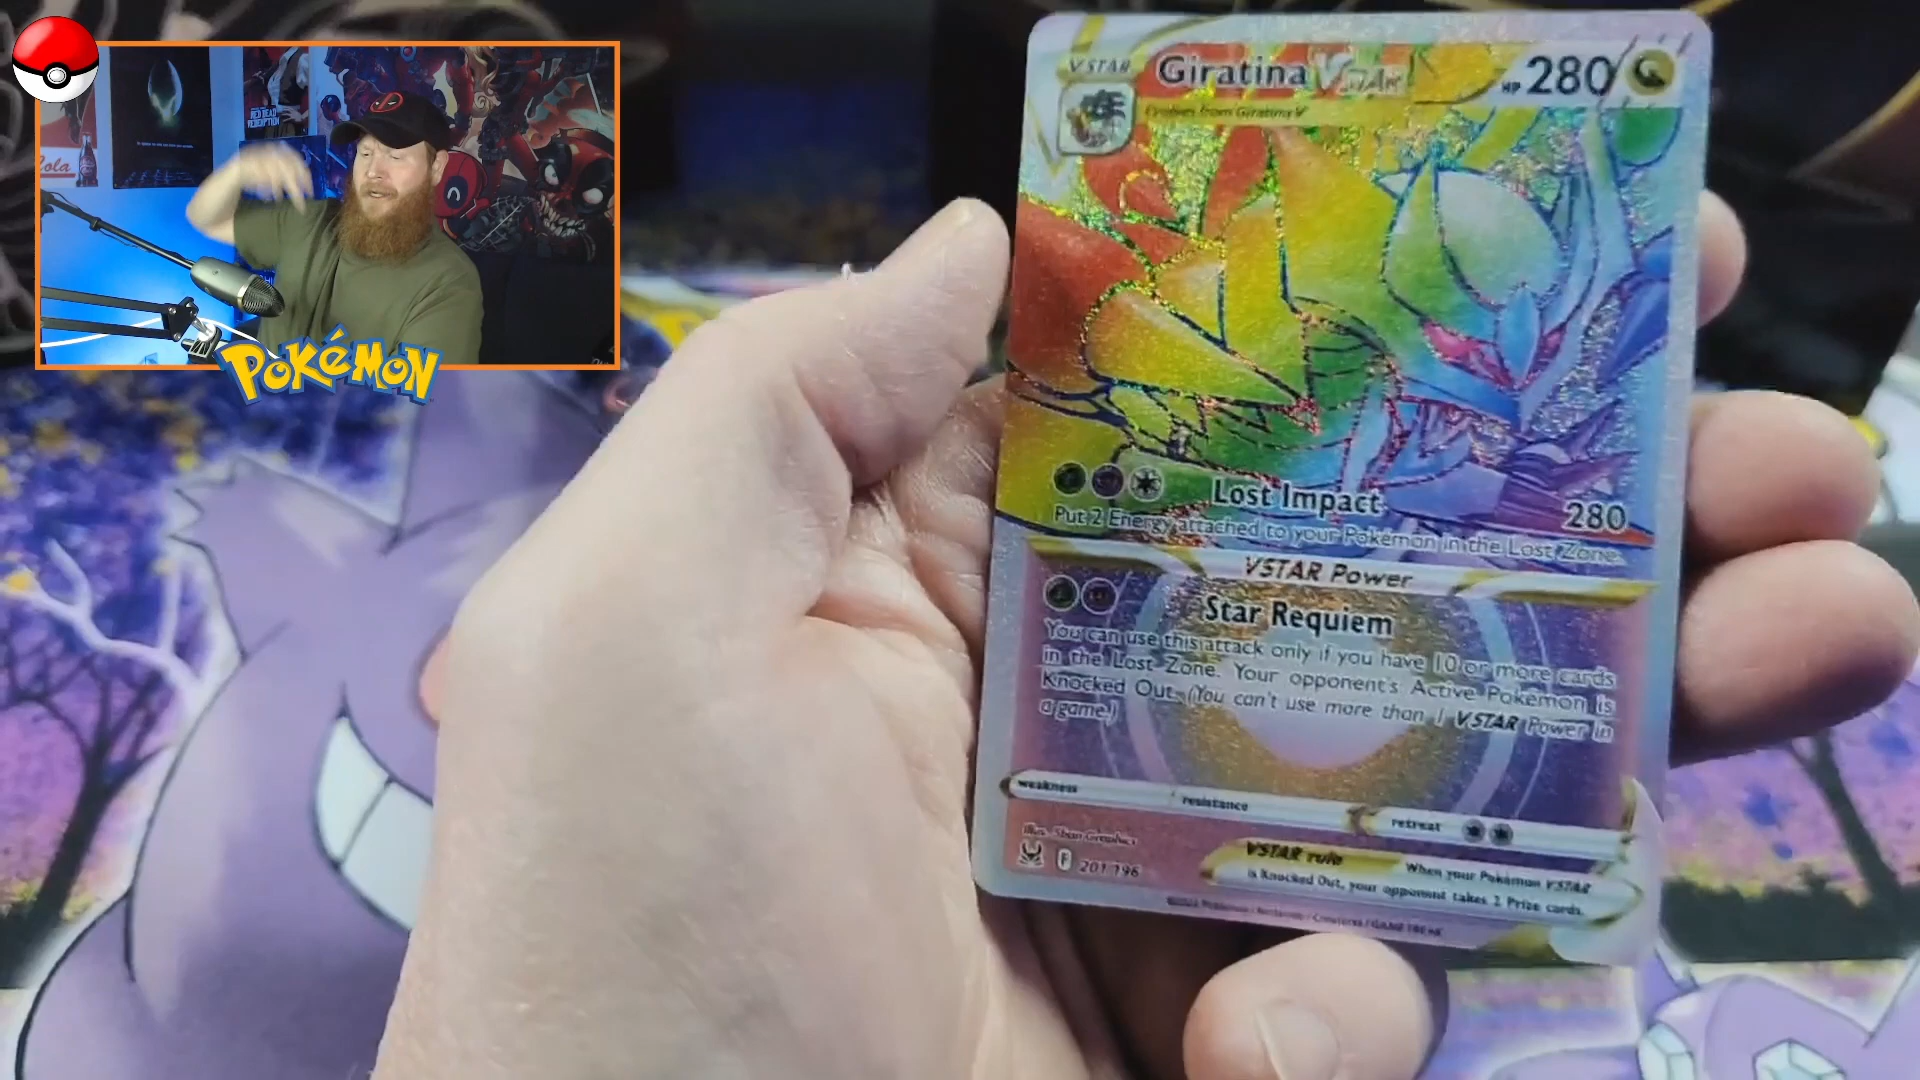 Cola
RED DEAD
REDEMPTION
POKéMON
VSTAR
Giratina VSTAR
HP 280
Evolves from Giratina V
Lost Impact
280
Put 2 Energy attached to your Pokémon in the Lost Zone.
VSTAR Power
Star Requiem
You can use this attack only if you have 10 or more cards
in the Lost Zone. Your opponent's Active Pokémon is
Knocked Out. (You can't use more than 1 VSTAR Power in
a game.)
weakness
resistance
retreat
VSTAR rule
When your Pokémon VSTAR
is Knocked Out, your opponent takes 2 Prize cards.
F 201/196